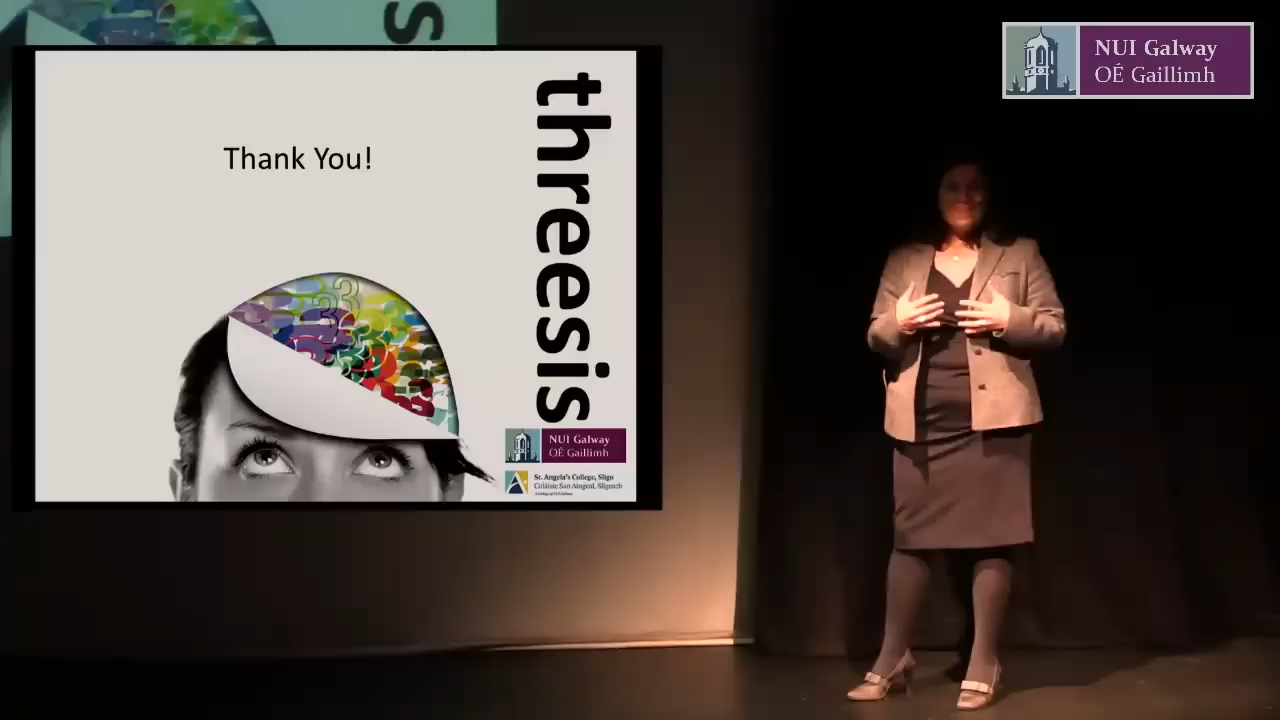 s
NUI Galway
OÉ Gaillimh
Thank You!
threesis
NUI Galway
OÉ Gaillimh
St. Angela's College, Sligo
Coláiste San Aingeal, Sligeach